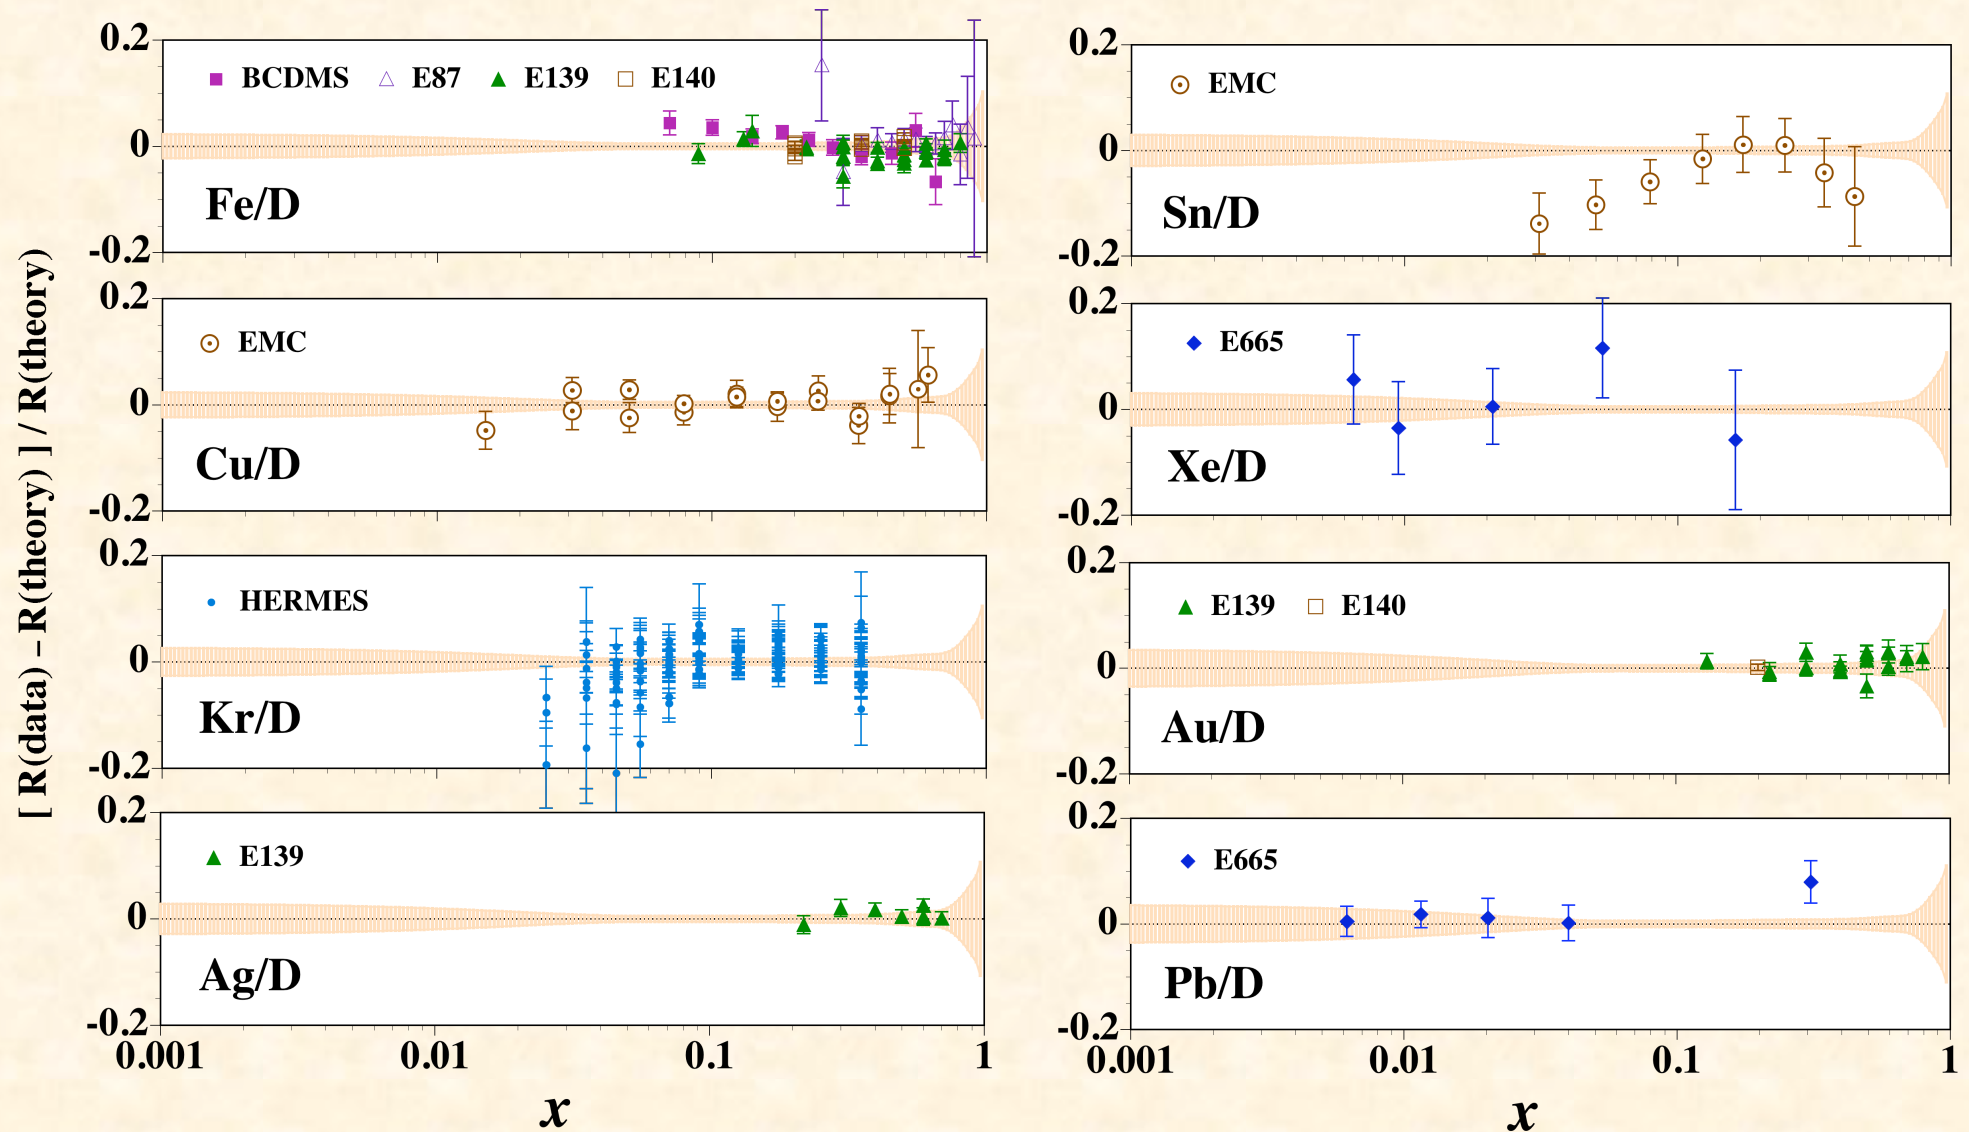 [ R(data) – R(theory) ] / R(theory)
0.2
BCDMS E87 E139 E140
0
Fe/D
-0.2
0.2
EMC
0
Cu/D
-0.2
0.2
HERMES
0
Kr/D
-0.2
0.2
E139
0
Ag/D
-0.2
0.001 0.01 0.1 1
x
0.2
EMC
0
Sn/D
-0.2
0.2
E665
0
Xe/D
-0.2
0.2
E139 E140
0
Au/D
-0.2
0.2
E665
0
Pb/D
-0.2
0.001 0.01 0.1 1
x